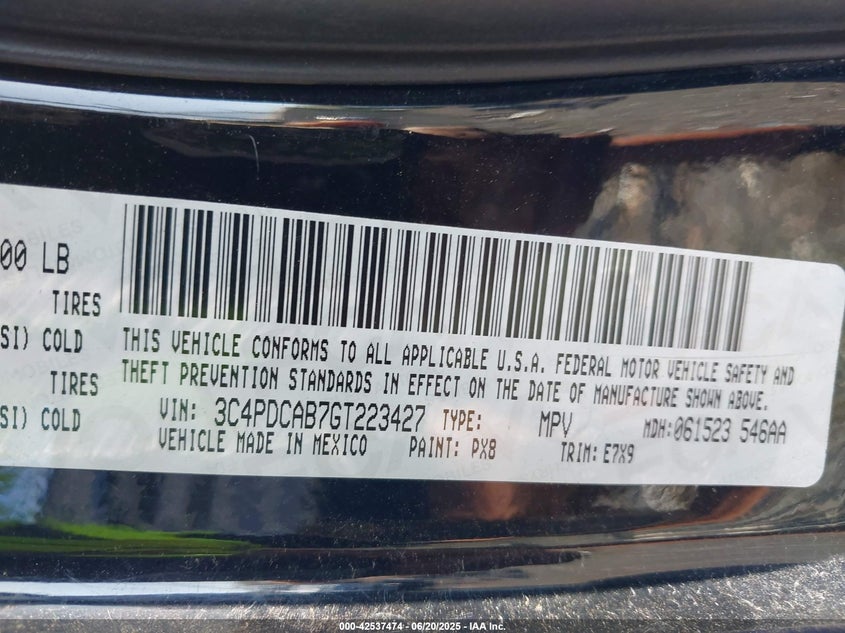 00 LB
TIRES
SI) COLD
TIRES
SI) COLD
THIS VEHICLE CONFORMS TO ALL APPLICABLE U.S.A. FEDERAL MOTOR VEHICLE SAFETY AND
THEFT PREVENTION STANDARDS IN EFFECT ON THE DATE OF MANUFACTURE SHOWN ABOVE.
VIN: 3C4PDCAB7GT223427 TYPE: MPV MDH:061523 546AA
VEHICLE MADE IN MEXICO PAINT: PX8 TRIM: E7X9
000-42537474 — 06/20/2025 - IAA Inc.